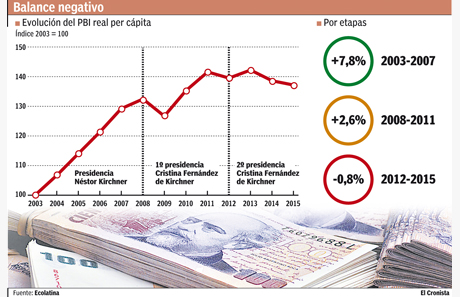 Balance negativo
Evolución del PBI real per cápita
Índice 2003 = 100
150
140
130
120
110
100
Presidencia
Néstor Kirchner
1º presidencia
Cristina Fernández
de Kirchner
2º presidencia
Cristina Fernández
de Kirchner
2003 2004 2005 2006 2007 2008 2009 2010 2011 2012 2013 2014 2015
Por etapas
+7,8% 2003-2007
+2,6% 2008-2011
-0,8% 2012-2015
100
100
Fuente: Ecolatina
El Cronista